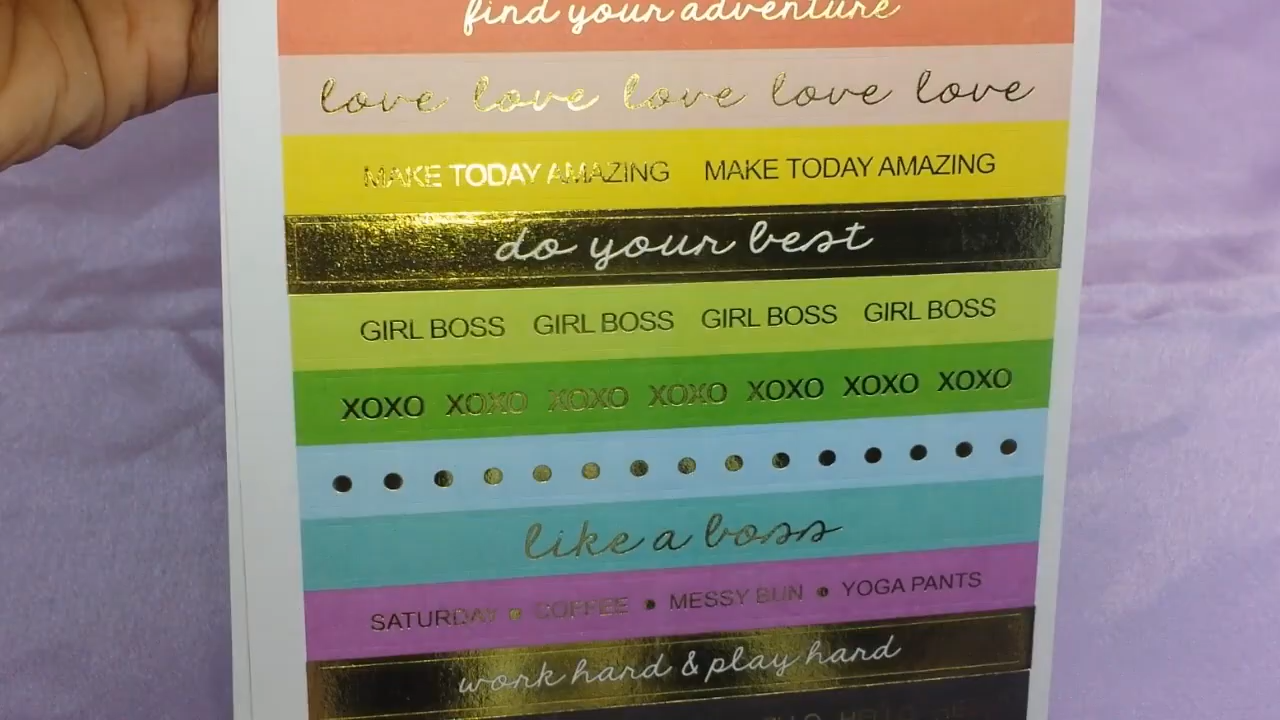 find your adventure
love love love love love
MAKE TODAY AMAZING MAKE TODAY AMAZING
do your best
GIRL BOSS GIRL BOSS GIRL BOSS GIRL BOSS
XOXO XOXO XOXO XOXO XOXO XOXO XOXO
like a boss
SATURDAY • COFFEE • MESSY BUN • YOGA PANTS
work hard & play hard